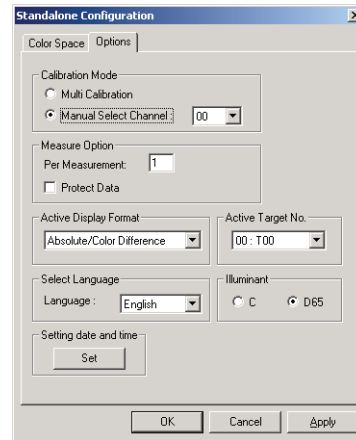 Standalone Configuration
Color Space
Options
Calibration Mode
Multi Calibration
Manual Select Channel :
00
Measure Option
Per Measurement:
1
Protect Data
Active Display Format
Absolute/Color Difference
Active Target No.
00 : T00
Select Language
Language :
English
Illuminant
C
D65
Setting date and time
Set
OK
Cancel
Apply